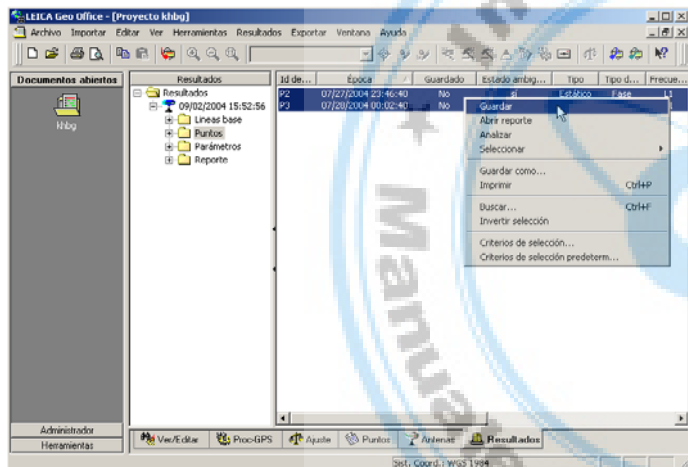 LEICA Geo Office - [Proyecto khbg]
Archivo Importar Editar Ver Herramientas Resultados Exportar Ventana Ayuda
Documentos abiertos
khbg
Administrador
Herramientas
Resultados
Resultados
09/02/2004 15:52:56
Lineas base
Puntos
Parámetros
Reporte
Id de... Época Guardado Estado ambig... Tipo Tipo d... Frecue...
P2 07/27/2004 23:46:40 No si Estático Fase L1
P3 07/28/2004 00:02:40 No
Guardar
Abrir reporte
Analizar
Seleccionar
Guardar como...
Imprimir Ctrl+P
Buscar... Ctrl+F
Invertir selección
Criterios de selección...
Criterios de selección predeterm...
Manua
Ver/Editar Proc-GPS Ajuste Puntos Antenas Resultados
Sist. Coord.: WGS 1984